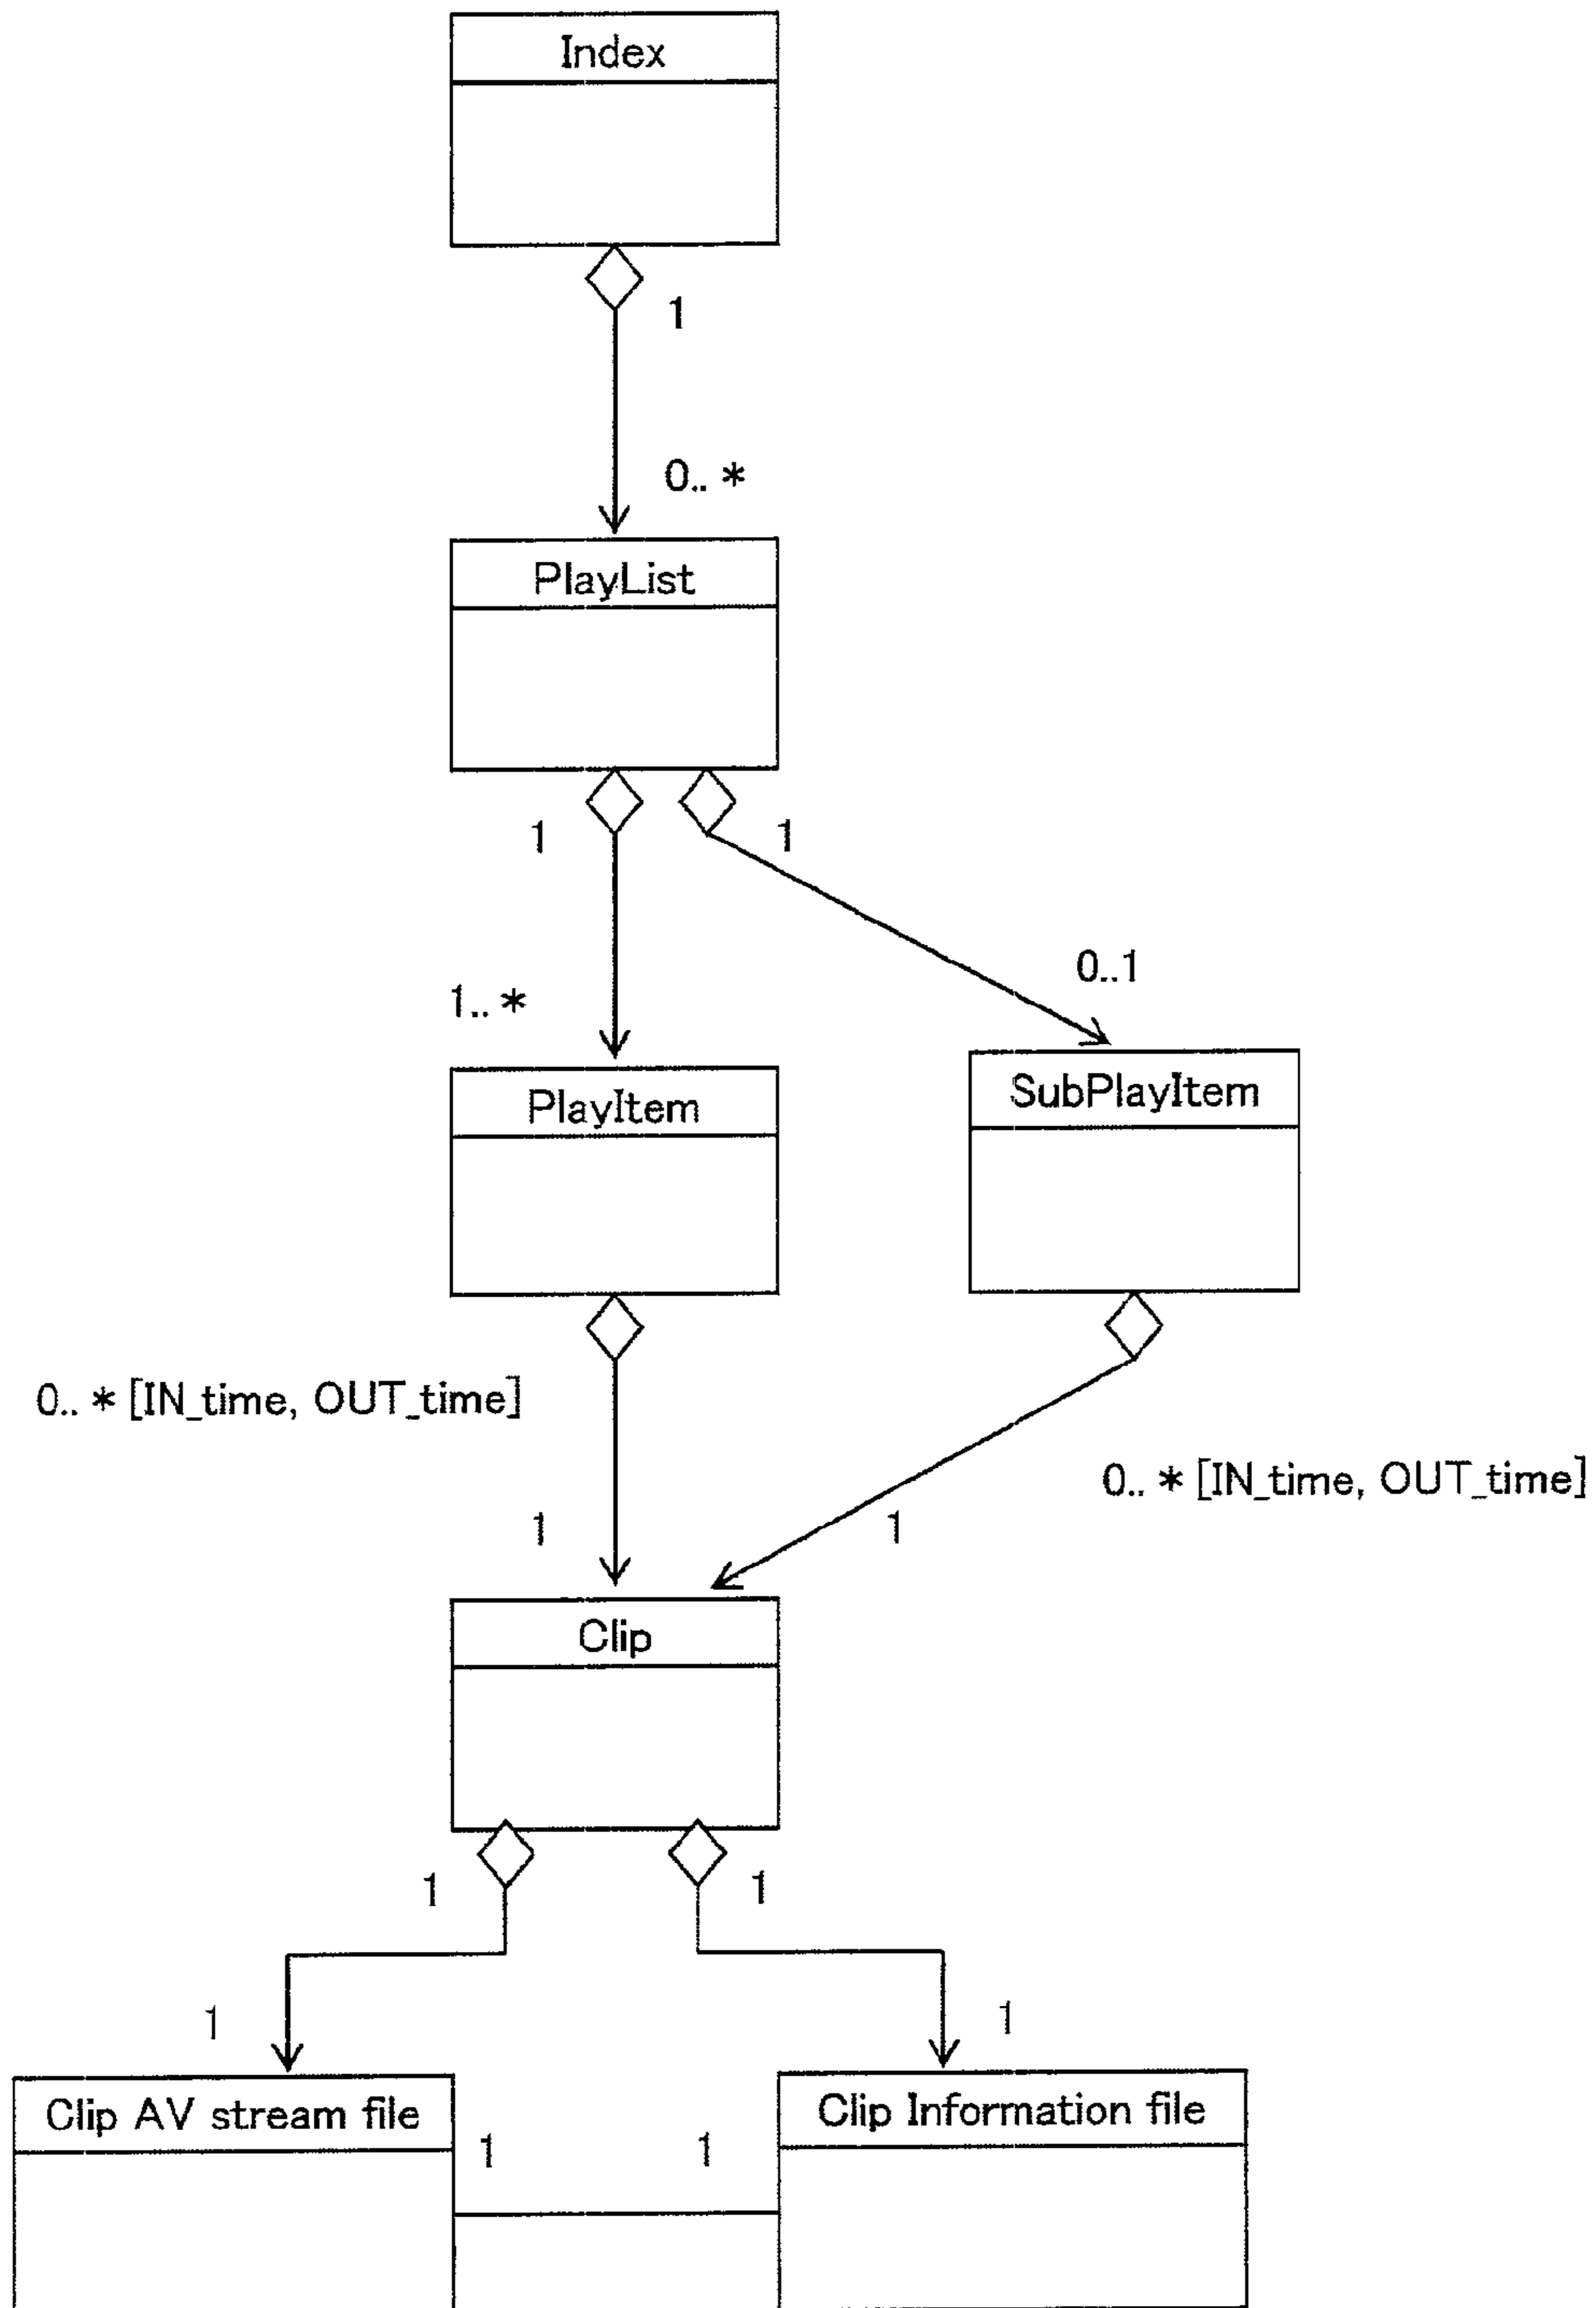 Index
1
0.. *
PlayList
1
1
0..1
1.. *
PlayItem
SubPlayItem
0.. * [IN_time, OUT_time]
0.. * [IN_time, OUT_time]
1
1
Clip
1
1
1
1
Clip AV stream file
Clip Information file
1
1